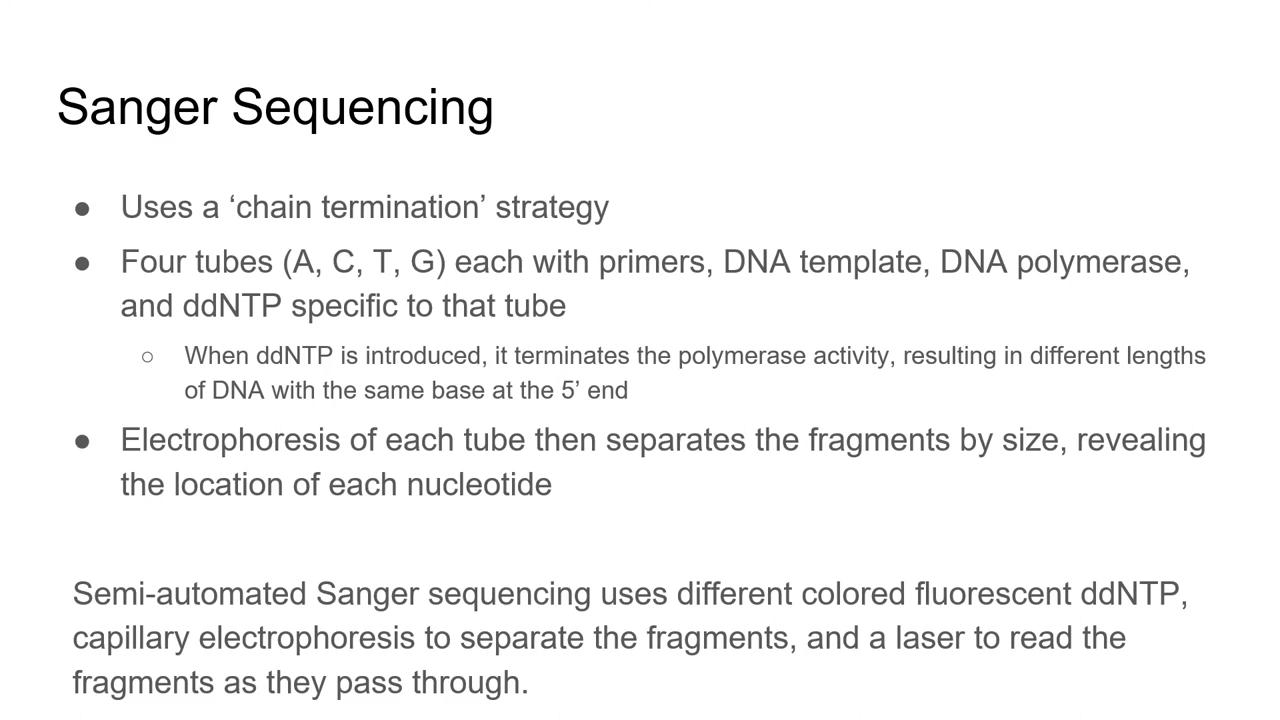 Sanger Sequencing
● Uses a ‘chain termination’ strategy
● Four tubes (A, C, T, G) each with primers, DNA template, DNA polymerase,
and ddNTP specific to that tube
○ When ddNTP is introduced, it terminates the polymerase activity, resulting in different lengths
of DNA with the same base at the 5’ end
● Electrophoresis of each tube then separates the fragments by size, revealing
the location of each nucleotide
Semi-automated Sanger sequencing uses different colored fluorescent ddNTP,
capillary electrophoresis to separate the fragments, and a laser to read the
fragments as they pass through.